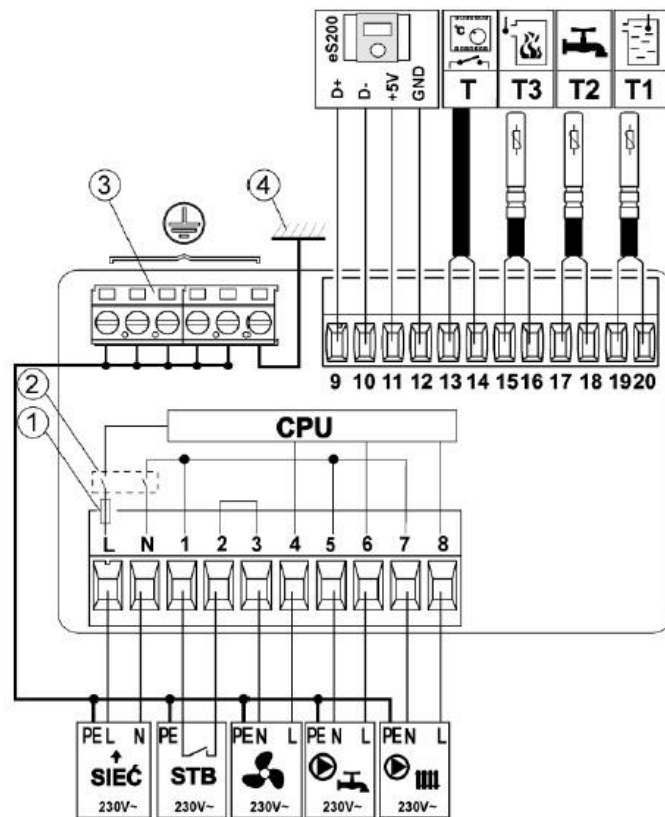 eS200
D+ D- +5V GND
°C
T T3 T2 T1
3
4
9 10 11 12 13 14 15 16 17 18 19 20
2
1
CPU
L N 1 2 3 4 5 6 7 8
PE L N PE PE N L PE N L PE N L
SIEĆ STB
230V~ 230V~ 230V~ 230V~ 230V~